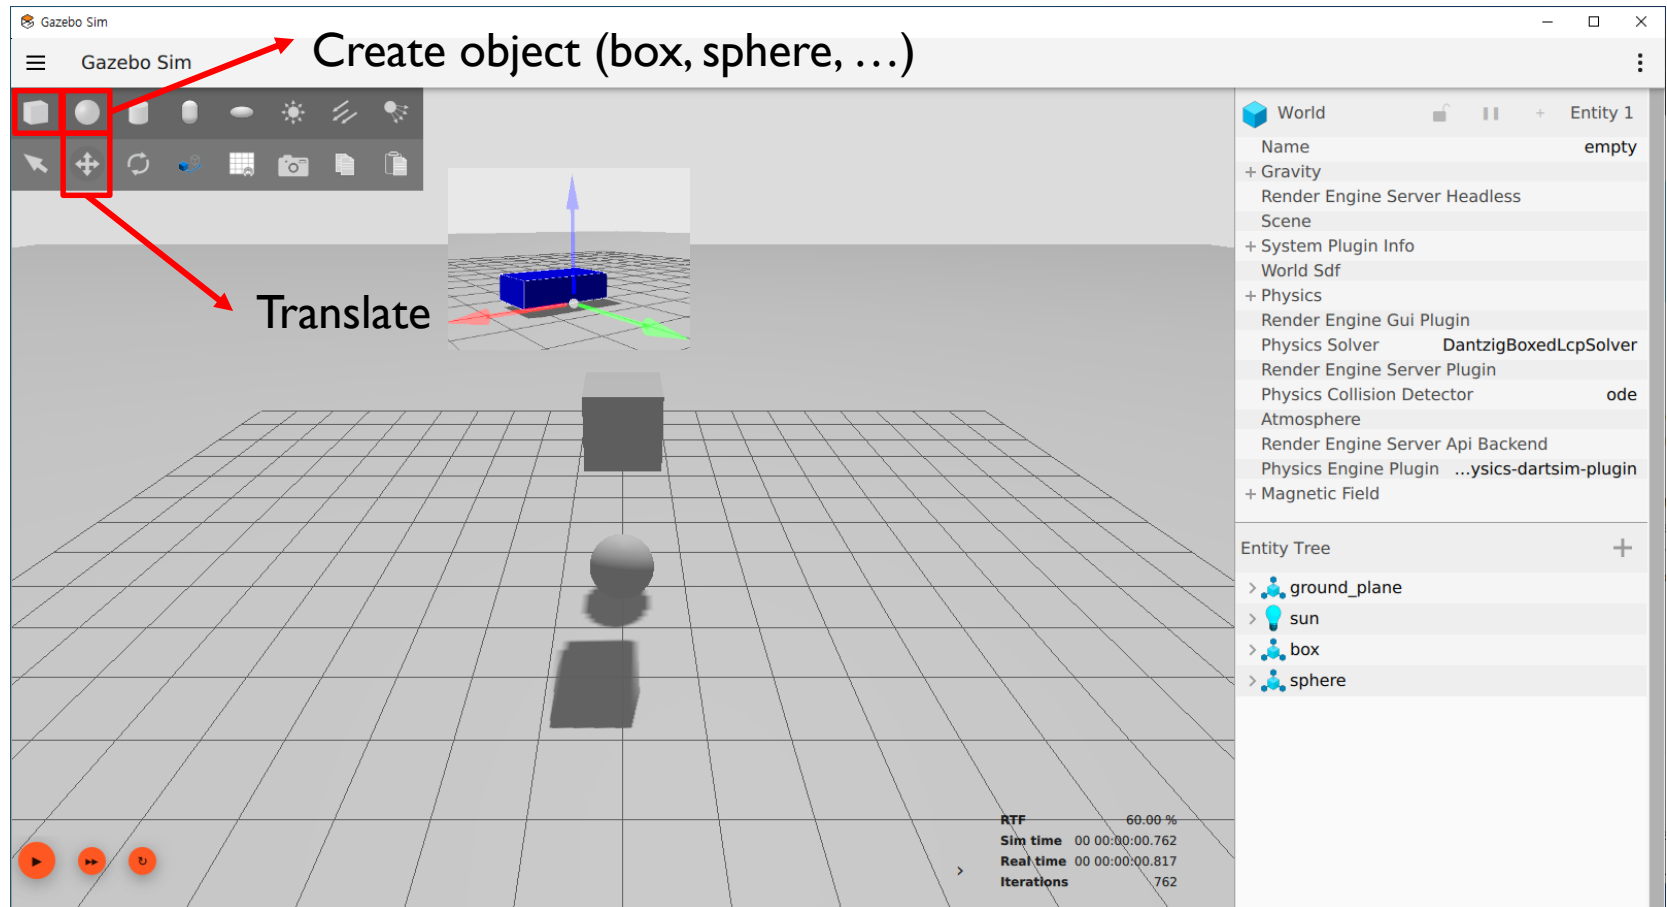 Gazebo Sim
Gazebo Sim
Create object (box, sphere, …)
Translate
World Entity 1
Name empty
+ Gravity
Render Engine Server Headless
Scene
+ System Plugin Info
World Sdf
+ Physics
Render Engine Gui Plugin
Physics Solver DantzigBoxedLcpSolver
Render Engine Server Plugin
Physics Collision Detector ode
Atmosphere
Render Engine Server Api Backend
Physics Engine Plugin …ysics-dartsim-plugin
+ Magnetic Field
Entity Tree
ground_plane
sun
box
sphere
RTF 60.00 %
Sim time 00 00:00:00.762
Real time 00 00:00:00.817
Iterations 762